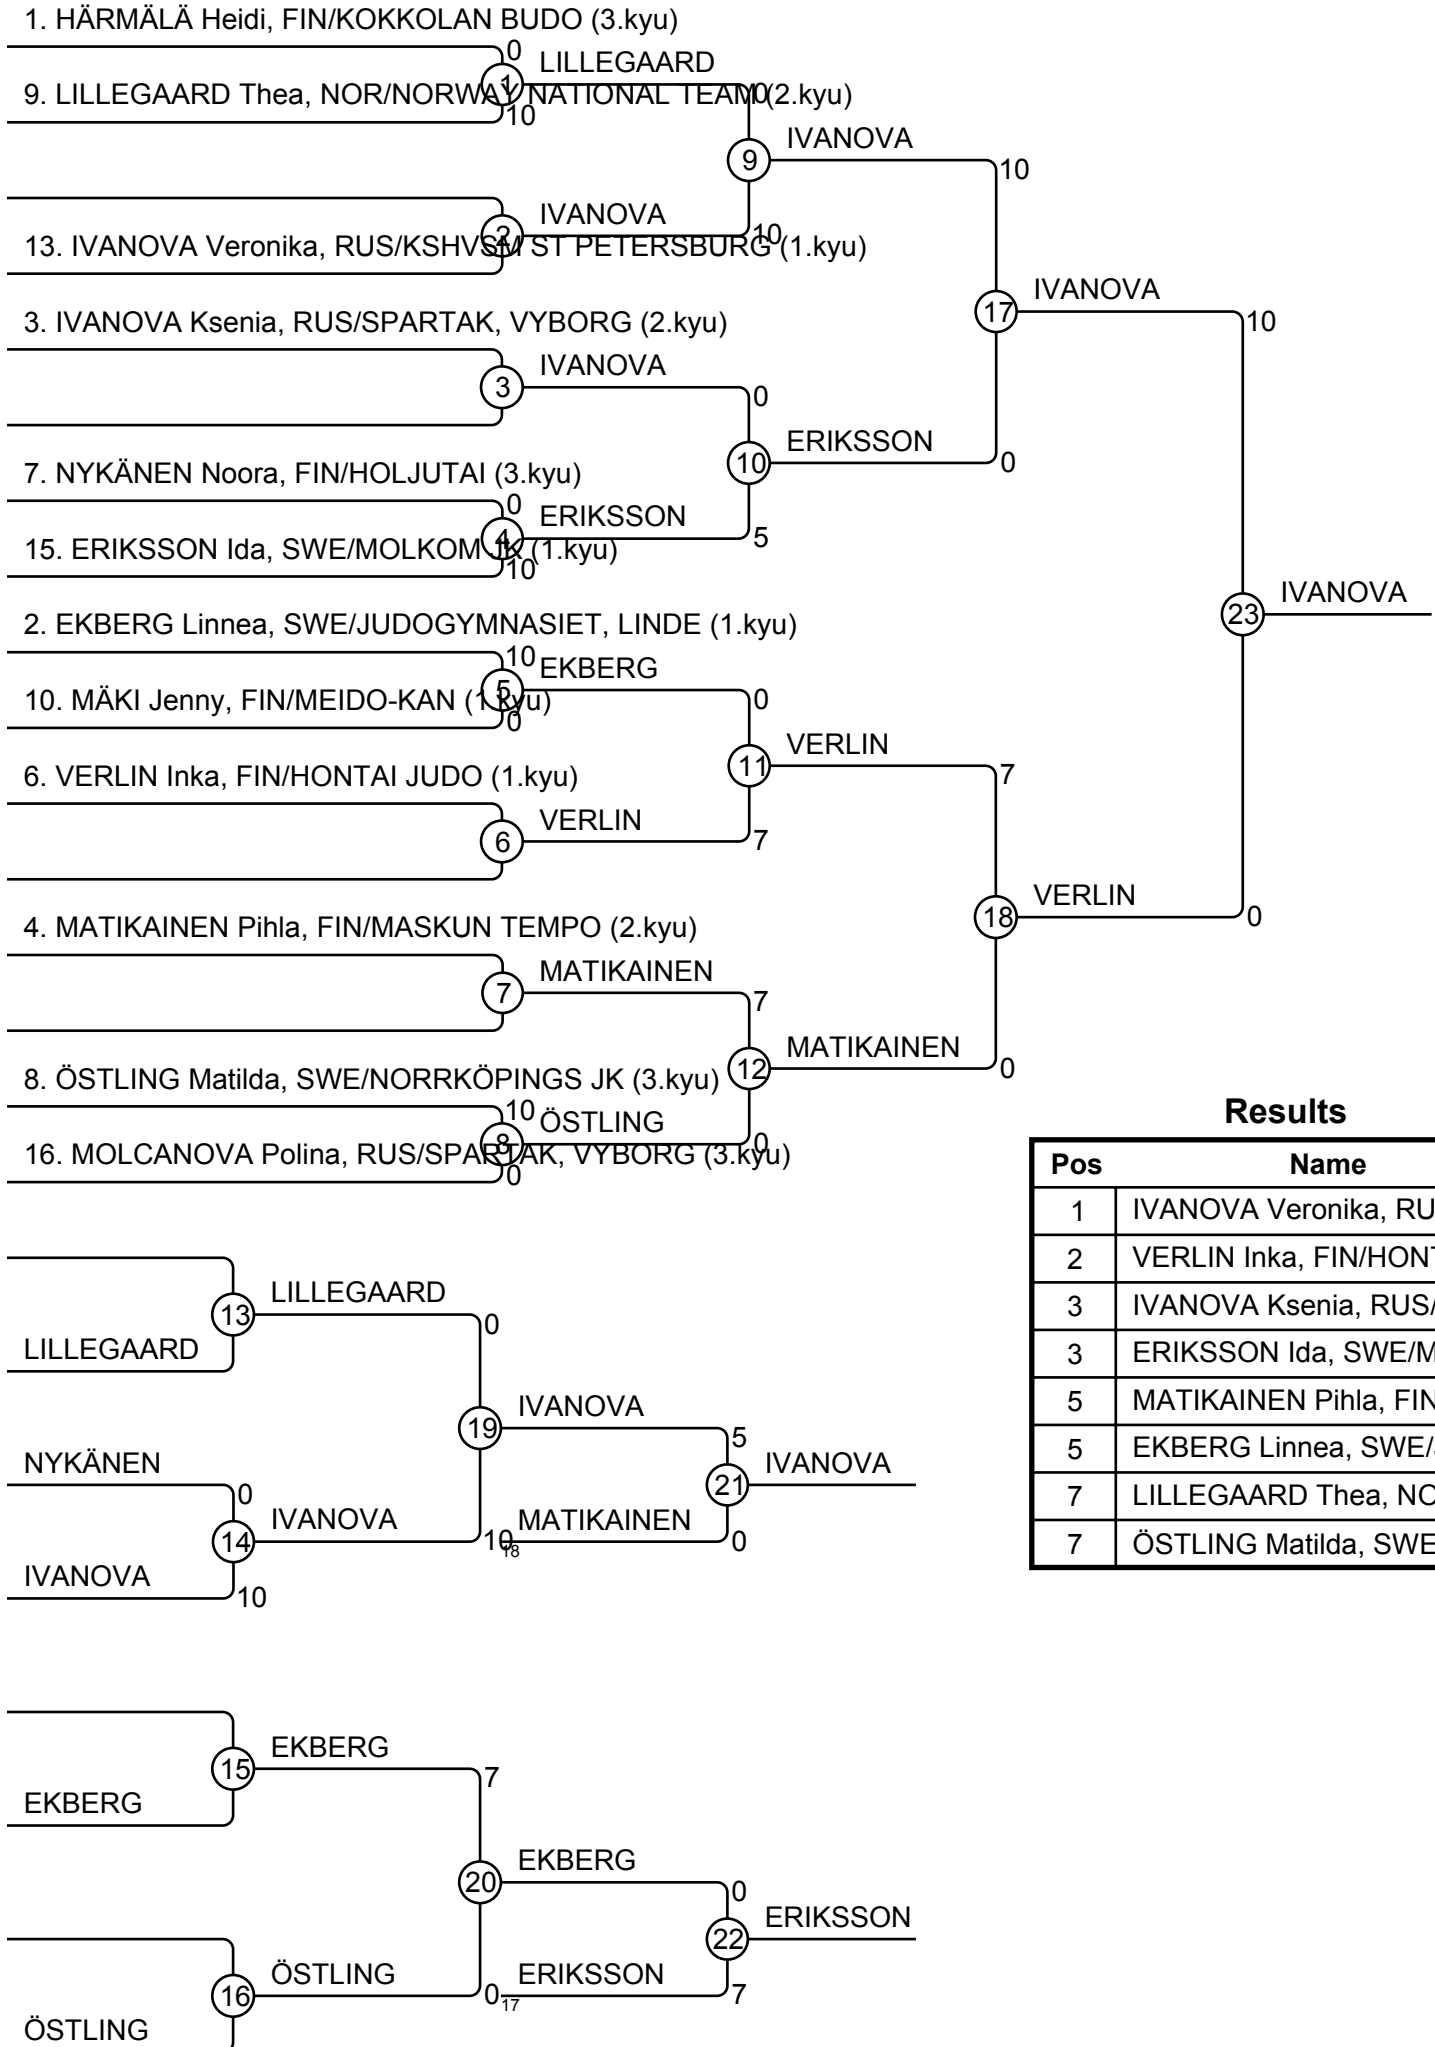 1. HÄRMÄLÄ Heidi, FIN/KOKKOLAN BUDO (3.kyu)
0
LILLEGAARD
1
9. LILLEGAARD Thea, NOR/NORWAY NATIONAL TEAM (2.kyu)
0
10
IVANOVA
9
10
IVANOVA
2
13. IVANOVA Veronika, RUS/KSHVSM ST PETERSBURG (1.kyu)
10
IVANOVA
17
10
3. IVANOVA Ksenia, RUS/SPARTAK, VYBORG (2.kyu)
IVANOVA
3
0
ERIKSSON
10
0
7. NYKÄNEN Noora, FIN/HOLJUTAI (3.kyu)
0
ERIKSSON
4
5
15. ERIKSSON Ida, SWE/MOLKOM JK (1.kyu)
10
IVANOVA
23
2. EKBERG Linnea, SWE/JUDOGYMNASIET, LINDE (1.kyu)
10
EKBERG
5
10. MÄKI Jenny, FIN/MEIDO-KAN (1.kyu)
0
0
VERLIN
11
7
6. VERLIN Inka, FIN/HONTAI JUDO (1.kyu)
VERLIN
6
7
VERLIN
18
0
4. MATIKAINEN Pihla, FIN/MASKUN TEMPO (2.kyu)
MATIKAINEN
7
7
MATIKAINEN
12
0
8. ÖSTLING Matilda, SWE/NORRKÖPINGS JK (3.kyu)
10
ÖSTLING
8
0
16. MOLCANOVA Polina, RUS/SPARTAK, VYBORG (3.kyu)
0
Results
Pos Name
1 IVANOVA Veronika, RU
2 VERLIN Inka, FIN/HON
3 IVANOVA Ksenia, RUS/
3 ERIKSSON Ida, SWE/M
5 MATIKAINEN Pihla, FIN
5 EKBERG Linnea, SWE/
7 LILLEGAARD Thea, NO
7 ÖSTLING Matilda, SWE
LILLEGAARD
13
0
LILLEGAARD
IVANOVA
19
5
NYKÄNEN
0
IVANOVA
21
IVANOVA
14
10
MATIKAINEN
18
0
IVANOVA
10
EKBERG
15
7
EKBERG
EKBERG
20
0
ERIKSSON
22
ÖSTLING
16
0
ERIKSSON
17
7
ÖSTLING